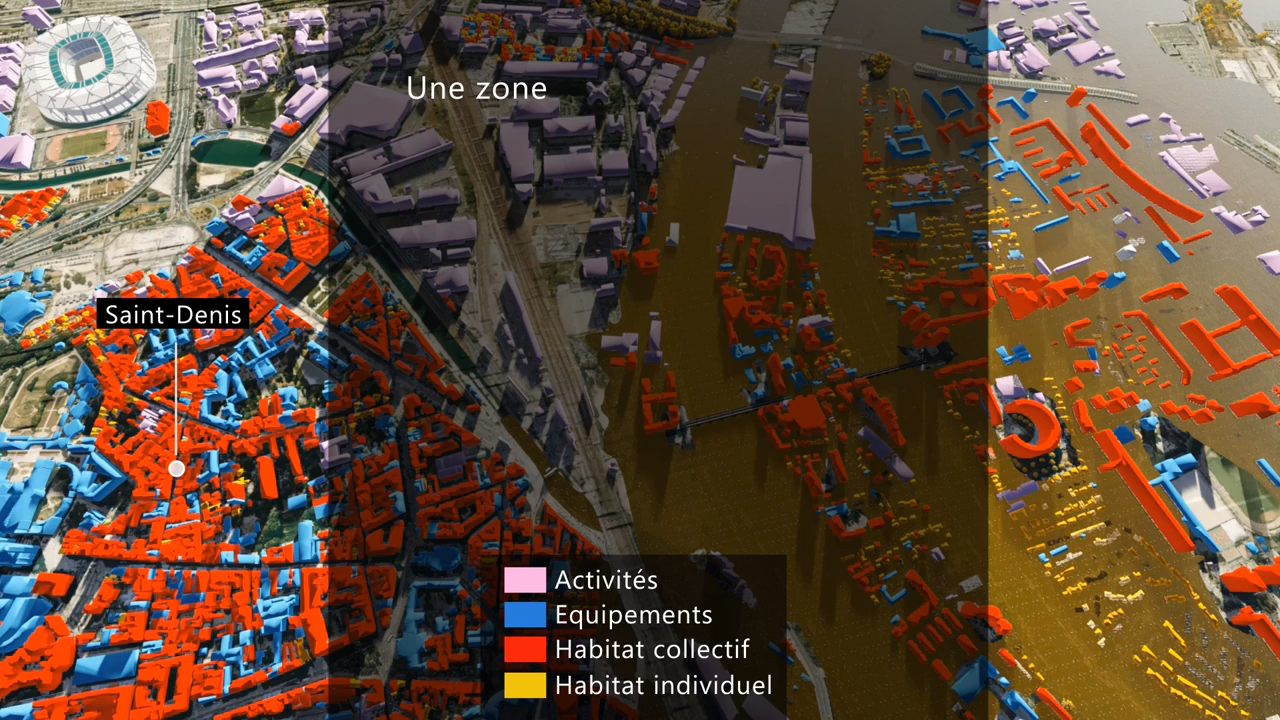 Une zone
Saint-Denis
Activités
Equipements
Habitat collectif
Habitat individuel